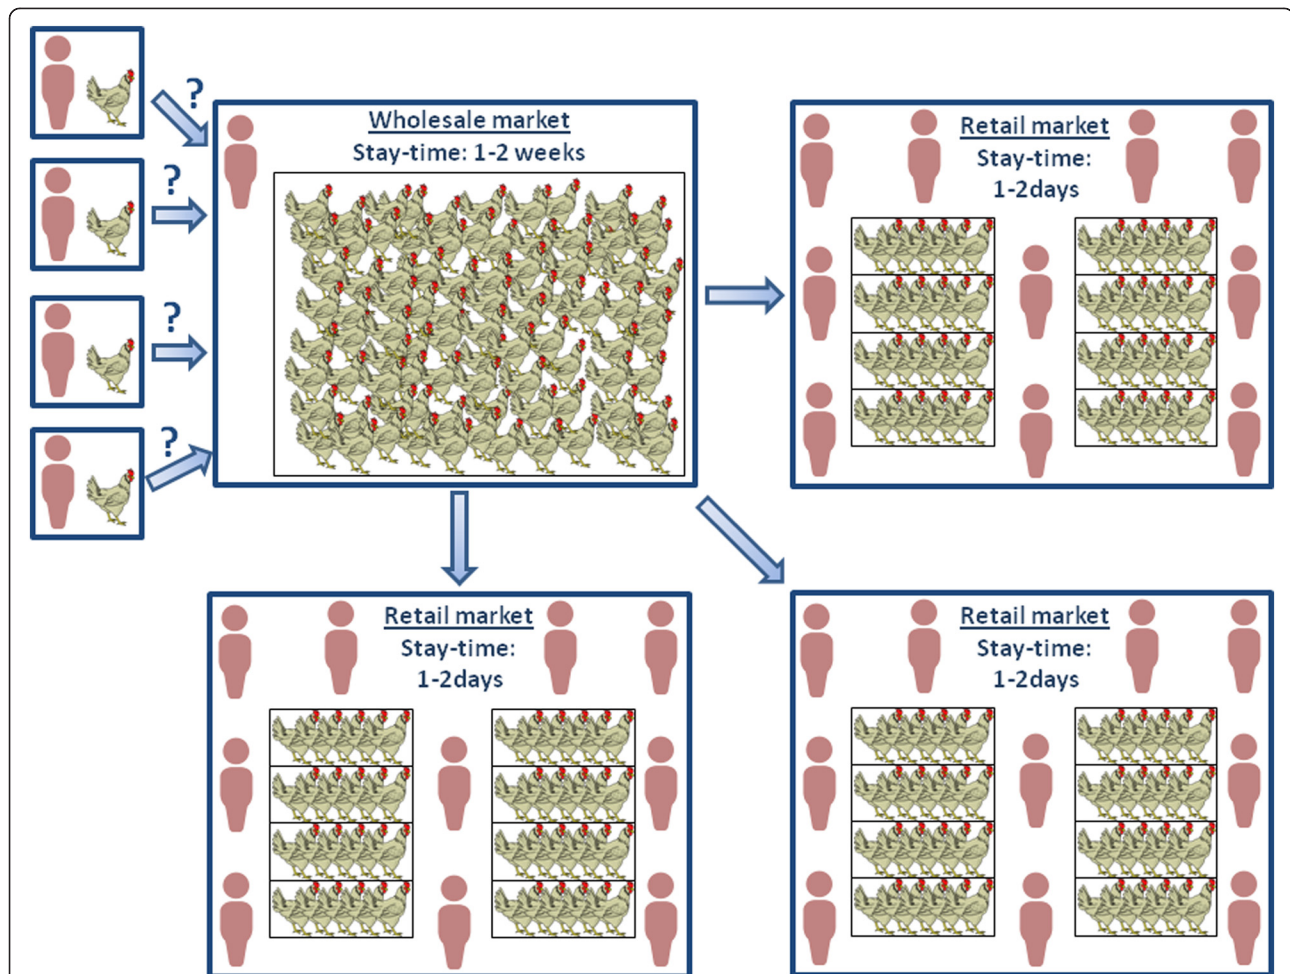 ?
?
?
?
Wholesale market
Stay-time: 1-2 weeks
Retail market
Stay-time:
1-2days
Retail market
Stay-time:
1-2days
Retail market
Stay-time:
1-2days